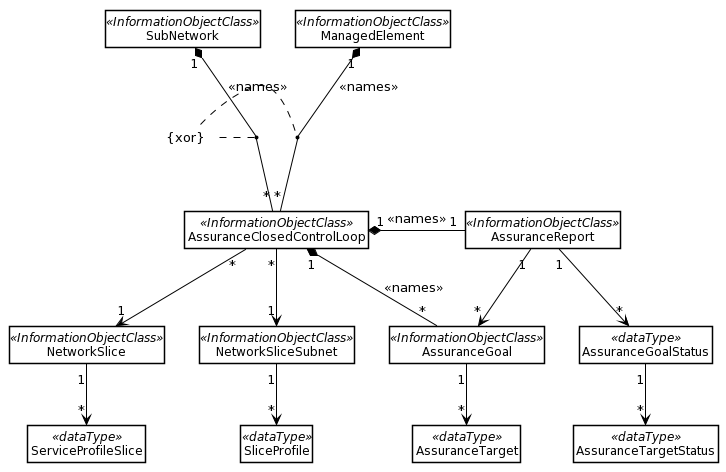 «InformationObjectClass»
SubNetwork
«InformationObjectClass»
ManagedElement
1
1
«names»
«names»
{xor}
*
*
«InformationObjectClass»
AssuranceClosedControlLoop
1
«names»
1
«InformationObjectClass»
AssuranceReport
*
*
1
1
1
«names»
1
1
*
*
*
«InformationObjectClass»
NetworkSlice
«InformationObjectClass»
NetworkSliceSubnet
«InformationObjectClass»
AssuranceGoal
«dataType»
AssuranceGoalStatus
1
1
1
1
*
*
*
*
«dataType»
ServiceProfileSlice
«dataType»
SliceProfile
«dataType»
AssuranceTarget
«dataType»
AssuranceTargetStatus